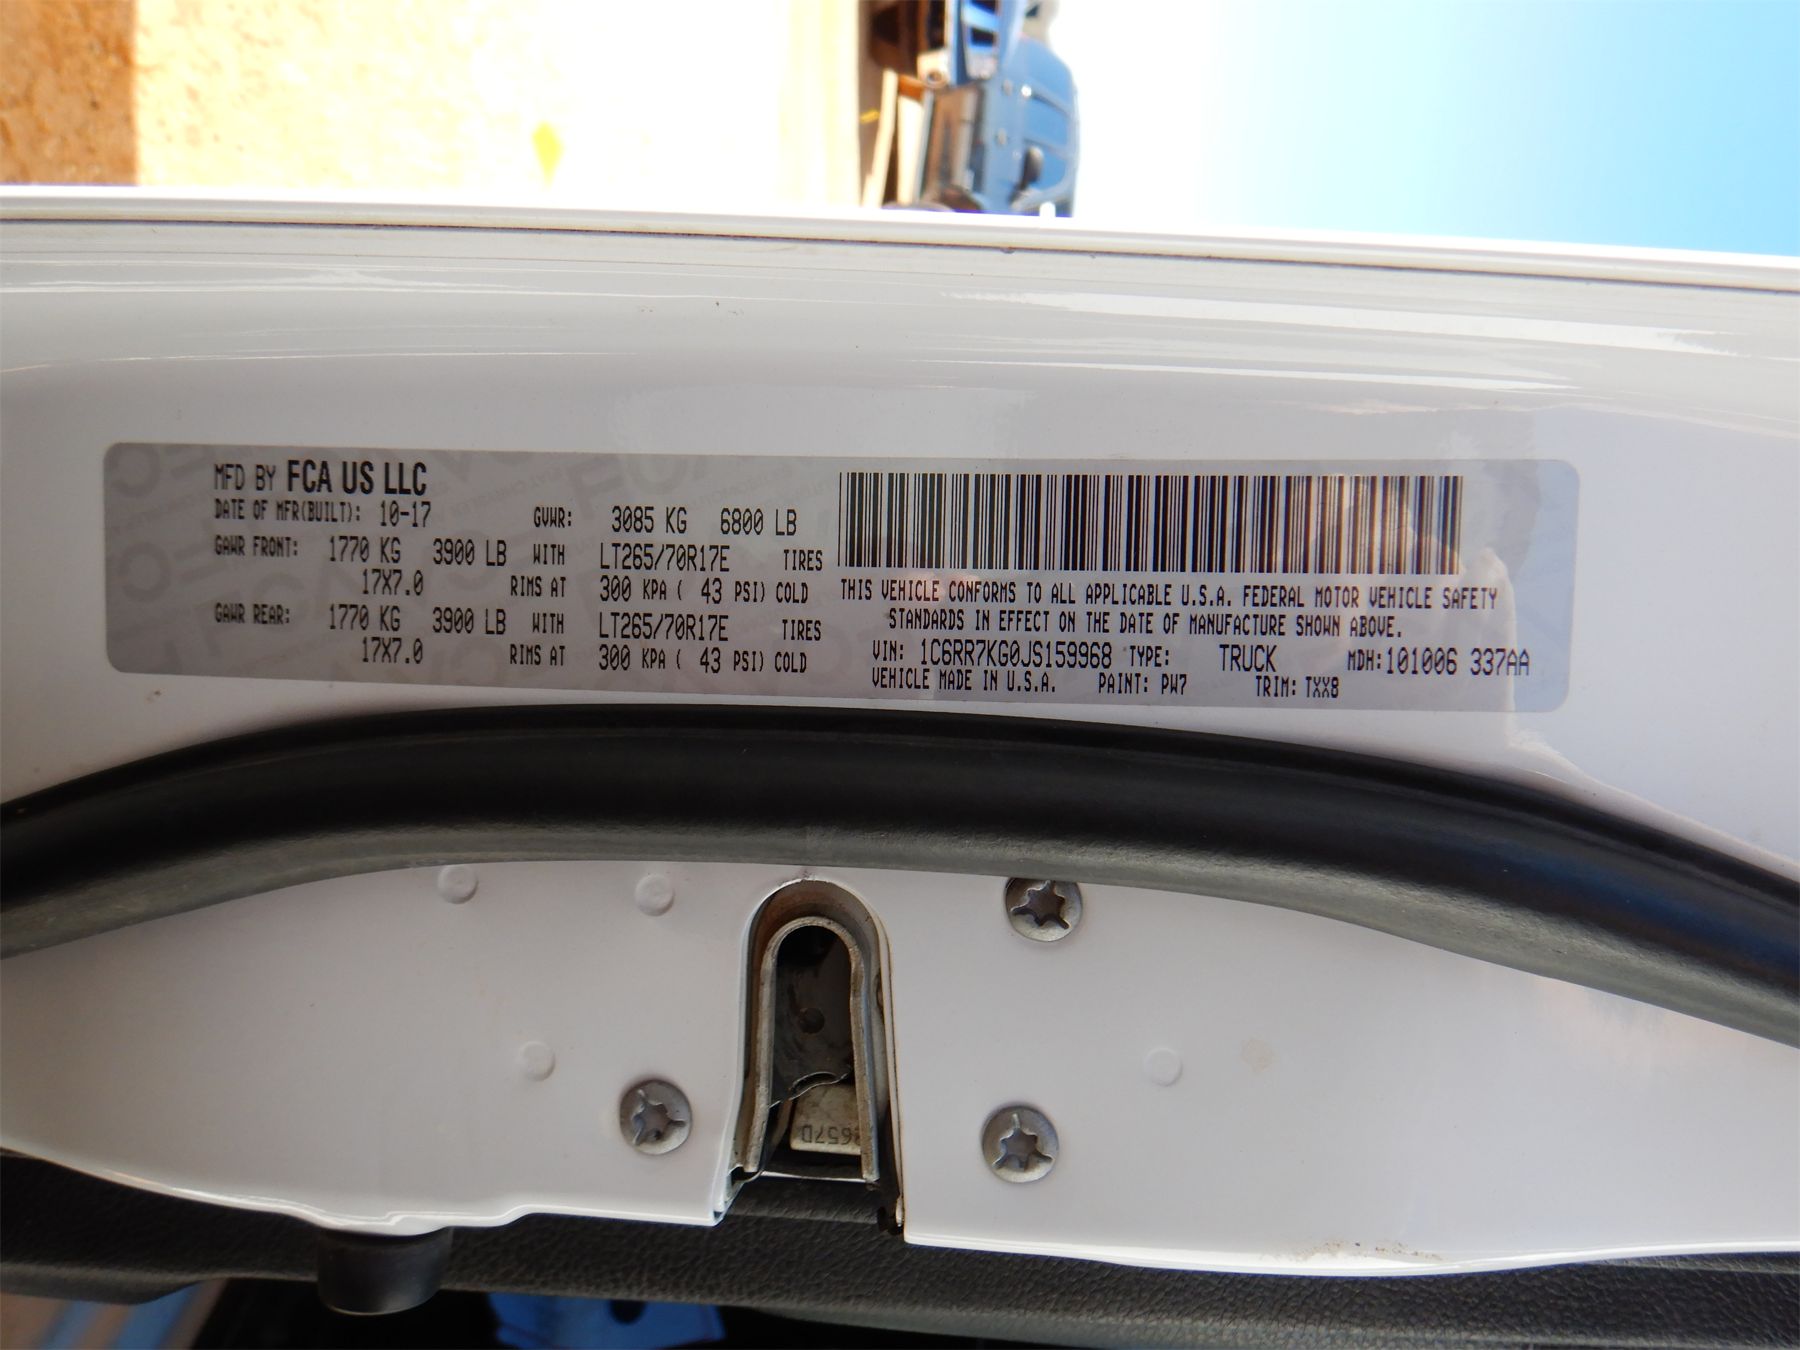 MFD BY FCA US LLC
DATE OF MFR(BUILT): 10-17 GVWR: 3085 KG 6800 LB
GAWR FRONT: 1770 KG 3900 LB WITH LT265/70R17E TIRES
17X7.0 RIMS AT 300 KPA ( 43 PSI) COLD
GAWR REAR: 1770 KG 3900 LB WITH LT265/70R17E TIRES
17X7.0 RIMS AT 300 KPA ( 43 PSI) COLD
THIS VEHICLE CONFORMS TO ALL APPLICABLE U.S.A. FEDERAL MOTOR VEHICLE SAFETY
STANDARDS IN EFFECT ON THE DATE OF MANUFACTURE SHOWN ABOVE.
VIN: 1C6RR7KG0JS159968 TYPE: TRUCK MDH:101006 337AA
VEHICLE MADE IN U.S.A. PAINT: PW7 TRIM: TXX8